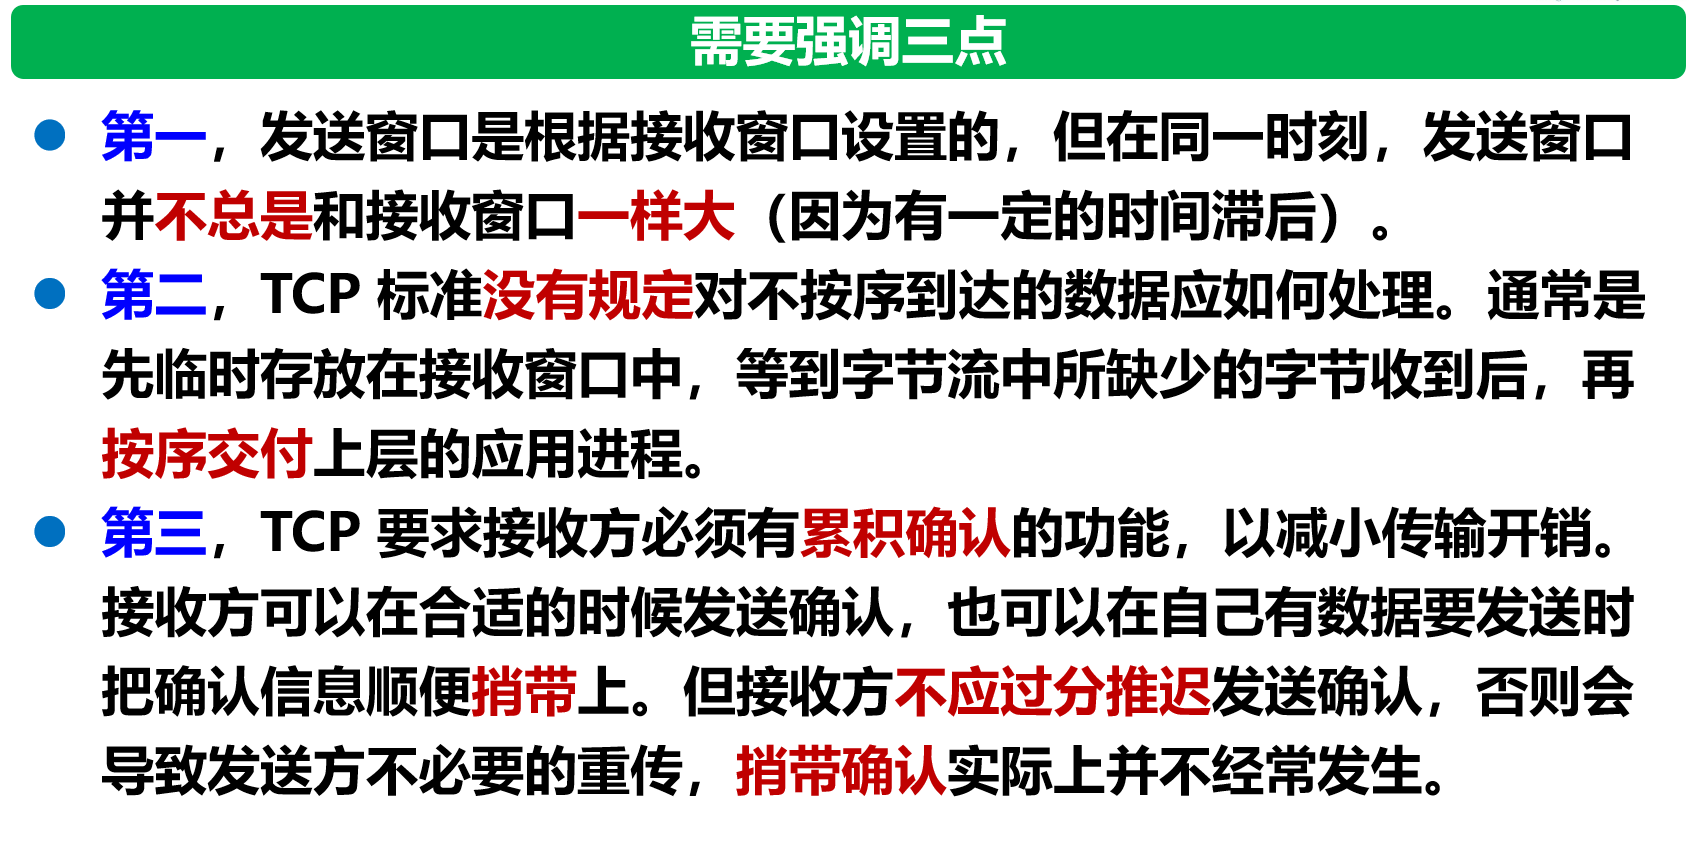 需要强调三点
第一，发送窗口是根据接收窗口设置的，但在同一时刻，发送窗口
并不总是和接收窗口一样大（因为有一定的时间滞后）。
第二，TCP 标准没有规定对不按序到达的数据应如何处理。通常是
先临时存放在接收窗口中，等到字节流中所缺少的字节收到后，再
按序交付上层的应用进程。
第三，TCP 要求接收方必须有累积确认的功能，以减小传输开销。
接收方可以在合适的时候发送确认，也可以在自己有数据要发送时
把确认信息顺便捎带上。但接收方不应过分推迟发送确认，否则会
导致发送方不必要的重传，捎带确认实际上并不经常发生。